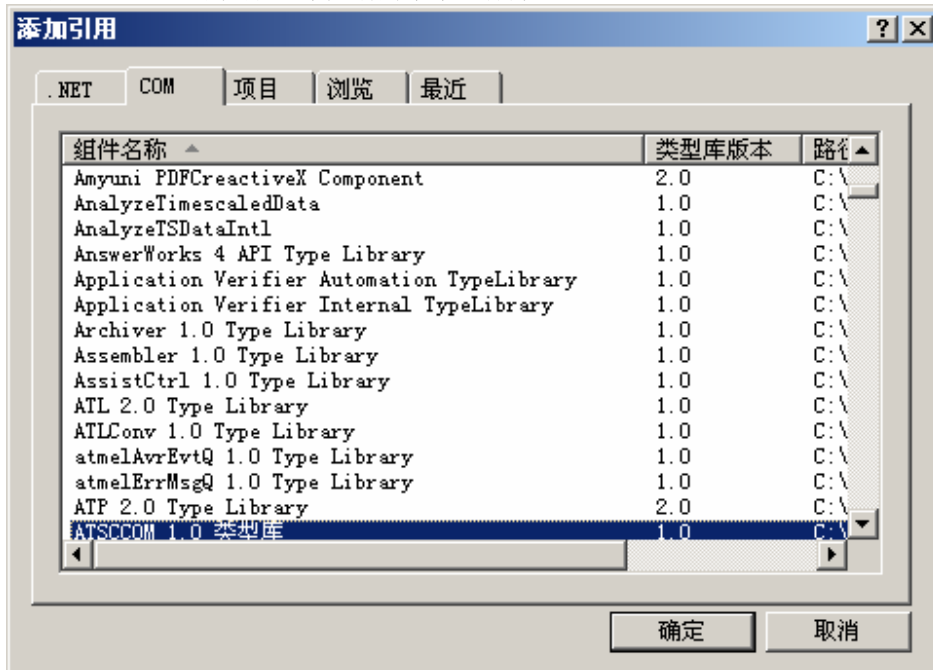 添加引用
.NET COM 项目 浏览 最近
组件名称 类型库版本 路径
Amyuni PDFCreactiveX Component 2.0 C:\
AnalyzeTimescaledData 1.0 C:\
AnalyzeTSDataIntl 1.0 C:\
AnswerWorks 4 API Type Library 1.0 C:\
Application Verifier Automation TypeLibrary 1.0 C:\
Application Verifier Internal TypeLibrary 1.0 C:\
Archiver 1.0 Type Library 1.0 C:\
Assembler 1.0 Type Library 1.0 C:\
AssistCtrl 1.0 Type Library 1.0 C:\
ATL 2.0 Type Library 1.0 C:\
ATLConv 1.0 Type Library 1.0 C:\
atmelAvrEvtQ 1.0 Type Library 1.0 C:\
atmelErrMsgQ 1.0 Type Library 1.0 C:\
ATP 2.0 Type Library 2.0 C:\
ATSCCOM 1.0 类型库 1.0 C:\
确定 取消